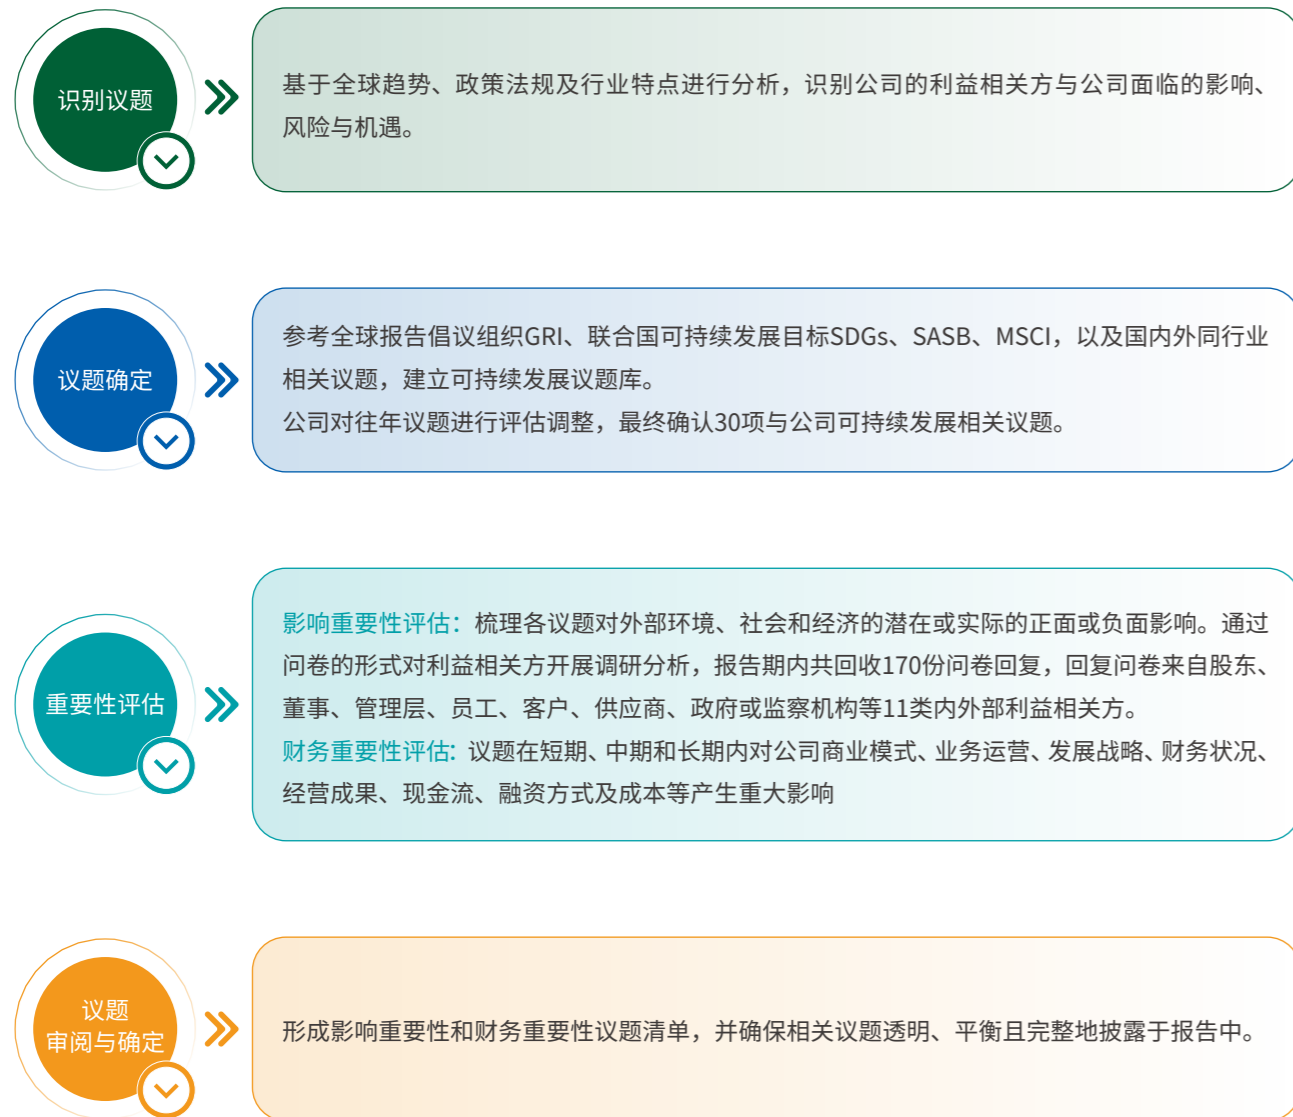 识别议题
基于全球趋势、政策法规及行业特点进行分析，识别公司的利益相关方与公司面临的影响、
风险与机遇。
议题确定
参考全球报告倡议组织GRI、联合国可持续发展目标SDGs、SASB、MSCI，以及国内外同行业
相关议题，建立可持续发展议题库。
公司对往年议题进行评估调整，最终确认30项与公司可持续发展相关议题。
重要性评估
影响重要性评估：梳理各议题对外部环境、社会和经济的潜在或实际的正面或负面影响。通过
问卷的形式对利益相关方开展调研分析，报告期内共回收170份问卷回复，回复问卷来自股东、
董事、管理层、员工、客户、供应商、政府或监察机构等11类内外部利益相关方。
财务重要性评估：议题在短期、中期和长期内对公司商业模式、业务运营、发展战略、财务状况、
经营成果、现金流、融资方式及成本等产生重大影响
议题
审阅与确定
形成影响重要性和财务重要性议题清单，并确保相关议题透明、平衡且完整地披露于报告中。